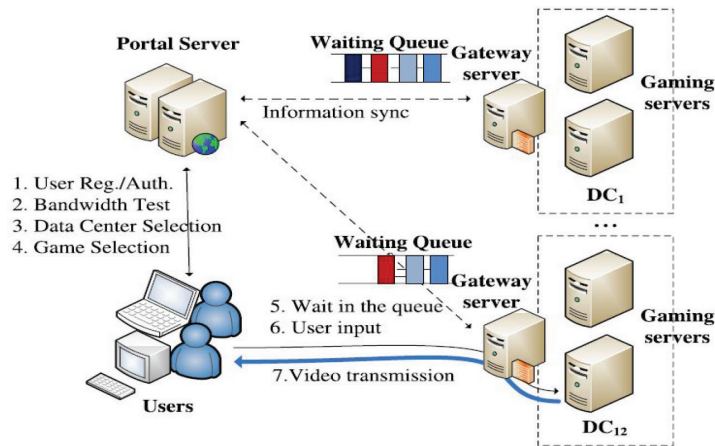 Portal Server
Waiting Queue
Gateway
server
Gaming
servers
Information sync
DC1
...
1. User Reg./Auth.
2. Bandwidth Test
3. Data Center Selection
4. Game Selection
Waiting Queue
Gateway
server
Gaming
servers
5. Wait in the queue
6. User input
7.Video transmission
Users
DC12